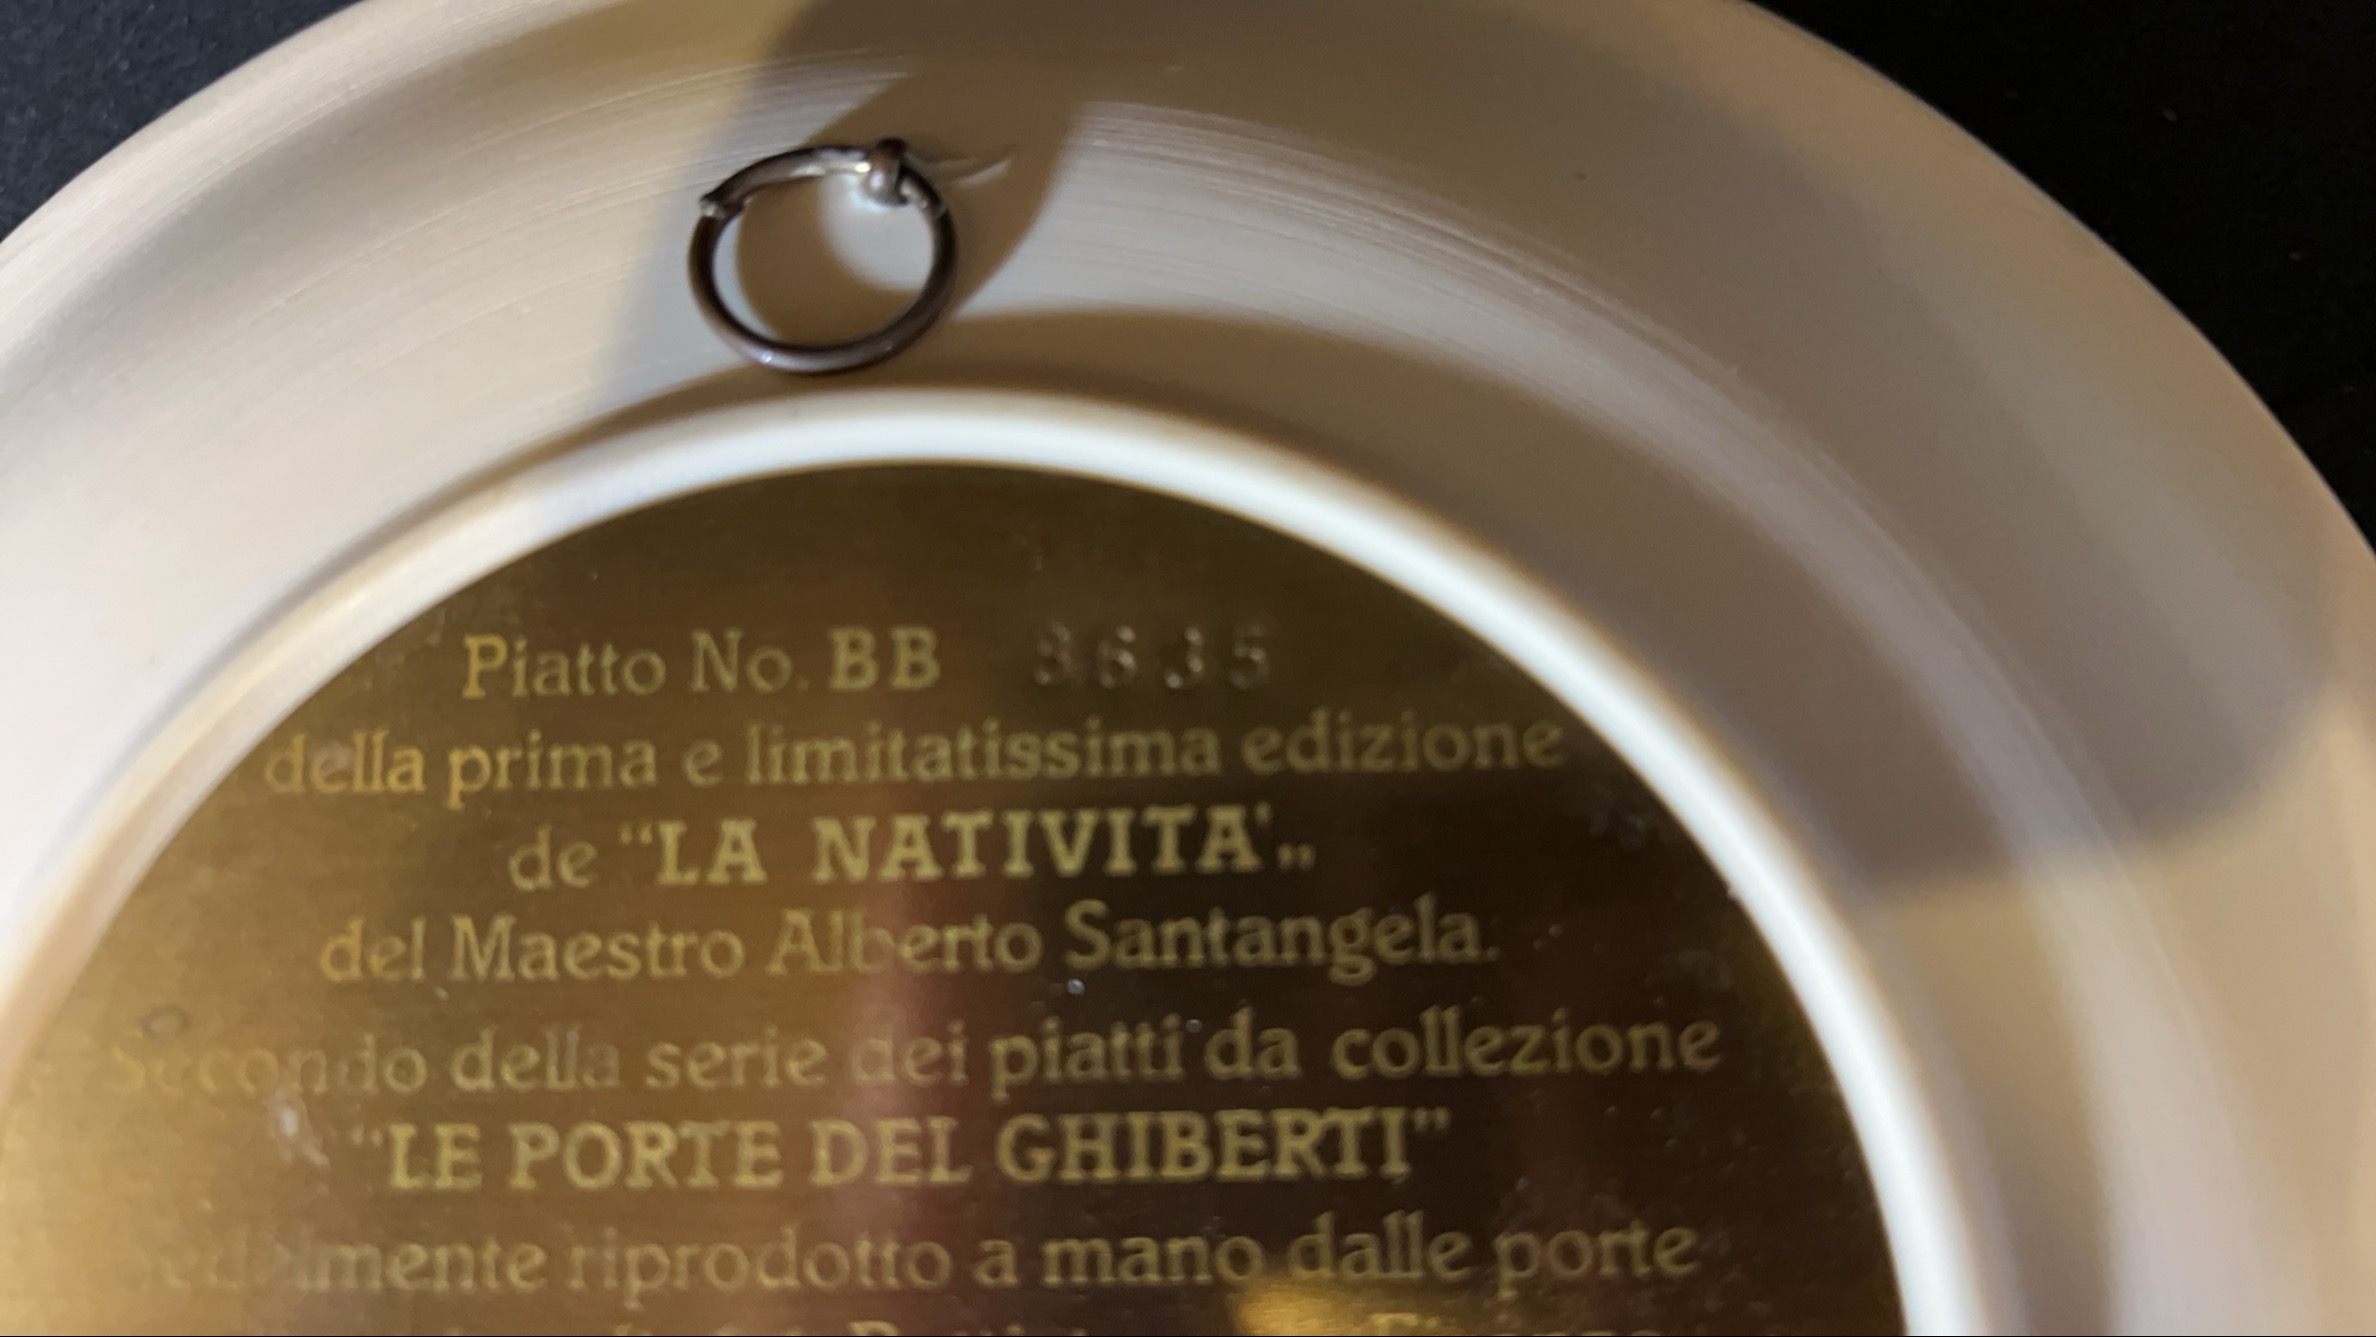 Piatto No. BB 3635
della prima e limitatissima edizione
de "LA NATIVITA'„
del Maestro Alberto Santangela.
Secondo della serie dei piatti da collezione
"LE PORTE DEL GHIBERTI"
riprodotto a mano dalle porte